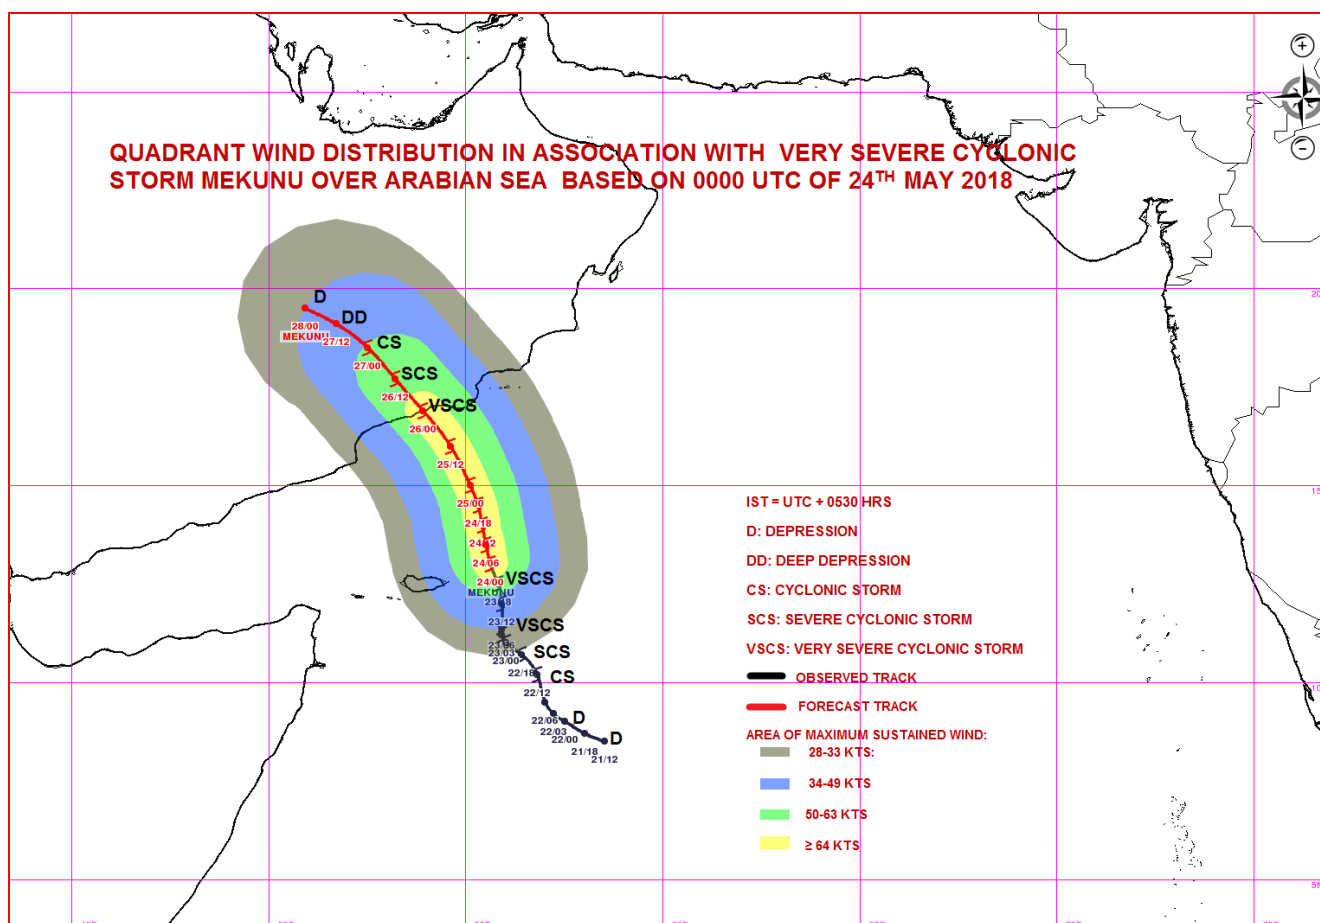 QUADRANT WIND DISTRIBUTION IN ASSOCIATION WITH VERY SEVERE CYCLONIC
STORM MEKUNU OVER ARABIAN SEA BASED ON 0000 UTC OF 24TH MAY 2018
D
28/00
MEKUNU
DD
27/12
CS
27/00
SCS
26/12
VSCS
26/00
25/12
25/00
24/18
24/12
24/06
24/00
VSCS
MEKUNU
23/18
23/12
VSCS
23/06
23/03
23/00
SCS
22/18
CS
22/12
22/06
D
22/03
22/00
21/18
D
21/12
IST = UTC + 0530 HRS
D: DEPRESSION
DD: DEEP DEPRESSION
CS: CYCLONIC STORM
SCS: SEVERE CYCLONIC STORM
VSCS: VERY SEVERE CYCLONIC STORM
OBSERVED TRACK
FORECAST TRACK
AREA OF MAXIMUM SUSTAINED WIND:
28-33 KTS:
34-49 KTS
50-63 KTS
≥ 64 KTS